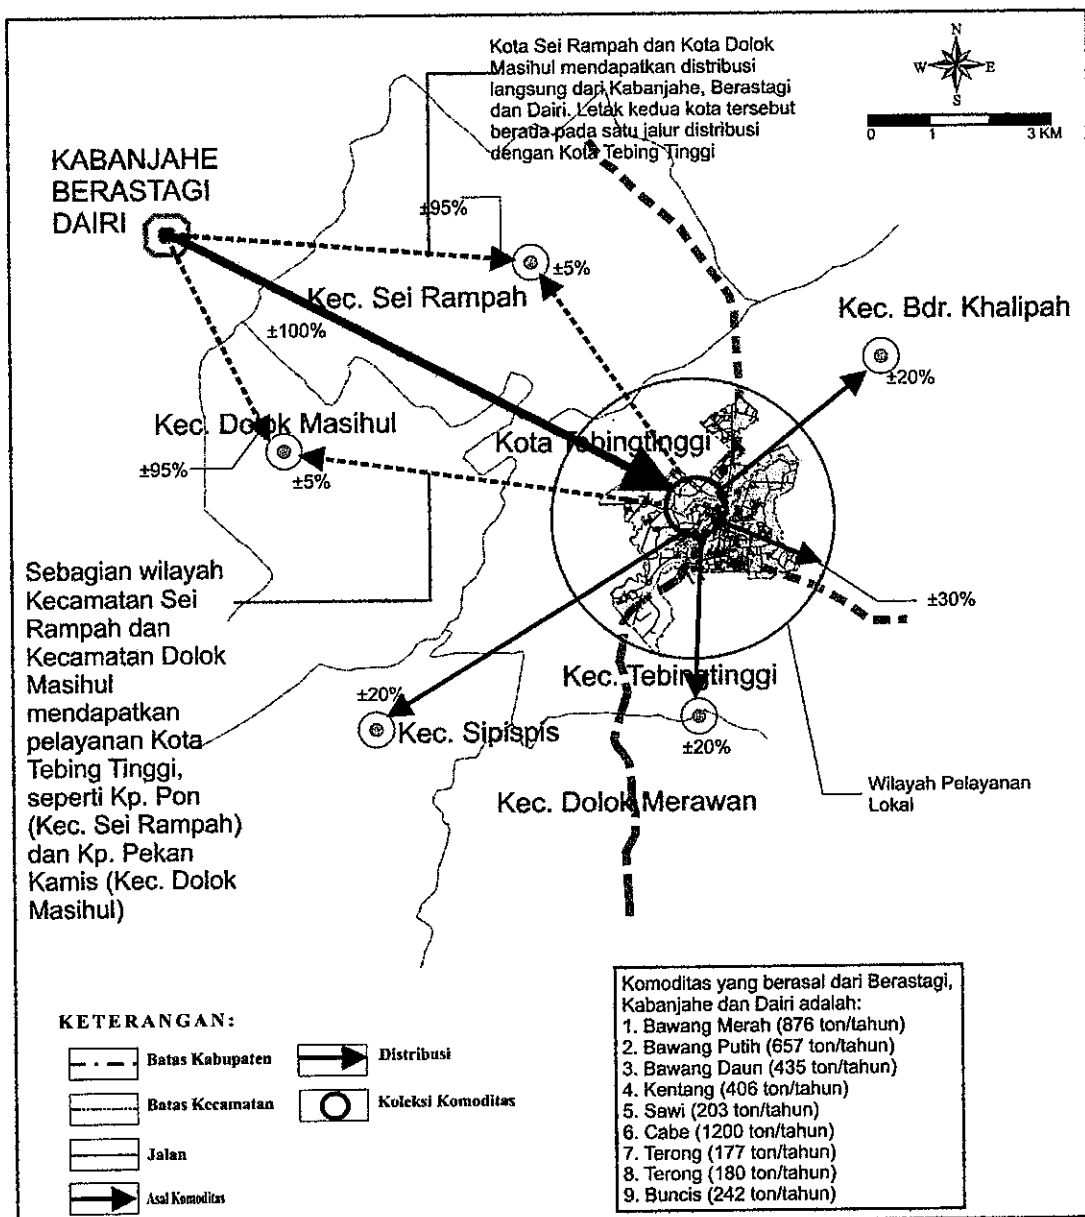 Kota Sei Rampah dan Kota Dolok
Masihul mendapatkan distribusi
langsung dari Kabanjahe, Berastagi
dan Dairi. Letak kedua kota tersebut
berada pada satu jalur distribusi
dengan Kota Tebing Tinggi
N
W E
S
0 1 3 KM
KABANJAHE
BERASTAGI
DAIRI
±95%
±5%
Kec. Sei Rampah
±100%
Kec. Bdr. Khalipah
±20%
Kec. Dolok Masihul
±95%
±5%
Kota Tebingtinggi
Sebagian wilayah
Kecamatan Sei
Rampah dan
Kecamatan Dolok
Masihul
mendapatkan
pelayanan Kota
Tebing Tinggi,
seperti Kp. Pon
(Kec. Sei Rampah)
dan Kp. Pekan
Kamis (Kec. Dolok
Masihul)
±30%
Kec. Tebingtinggi
±20%
Kec. Sipispis
±20%
Kec. Dolok Merawan
Wilayah Pelayanan
Lokal
KETERANGAN:
Batas Kabupaten
Distribusi
Batas Kecamatan
Koleksi Komoditas
Jalan
Asal Komoditas
Komoditas yang berasal dari Berastagi,
Kabanjahe dan Dairi adalah:
1. Bawang Merah (876 ton/tahun)
2. Bawang Putih (657 ton/tahun)
3. Bawang Daun (435 ton/tahun)
4. Kentang (406 ton/tahun)
5. Sawi (203 ton/tahun)
6. Cabe (1200 ton/tahun)
7. Terong (177 ton/tahun)
8. Terong (180 ton/tahun)
9. Buncis (242 ton/tahun)